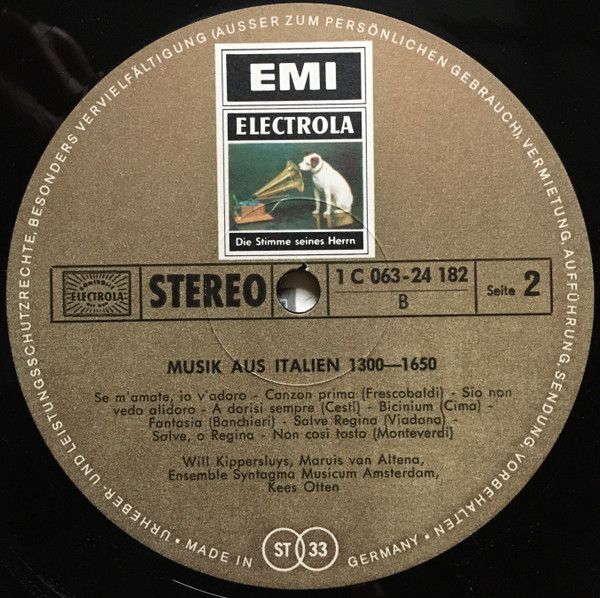 URHEBER- UND LEISTUNGSSCHUTZRECHTE, BESONDERS VERVIELFÄLTIGUNG (AUSSER ZUM PERSÖNLICHEN GEBRAUCH), VERMIETUNG, AUFFÜHRUNG, SENDUNG VORBEHALTEN
EMI
ELECTROLA
Die Stimme seines Herrn
ELECTROLA
STEREO
1 C 063-24 182
B
Seite 2
MUSIK AUS ITALIEN 1300—1650
Se m'amate, io v'adoro - Canzon prima (Frescobaldi) - Sio non
vedo alidoro - A dorisi sempre (Cesti) - Bicinium (Cima) -
Fantasia (Banchieri) - Salve Regina (Viadana) -
Salve, o Regina - Non cosi tosto (Monteverdi)
Will Kippersluys, Maruis van Altena,
Ensemble Syntagma Musicum Amsterdam,
Kees Otten
• MADE IN ST 33 GERMANY •